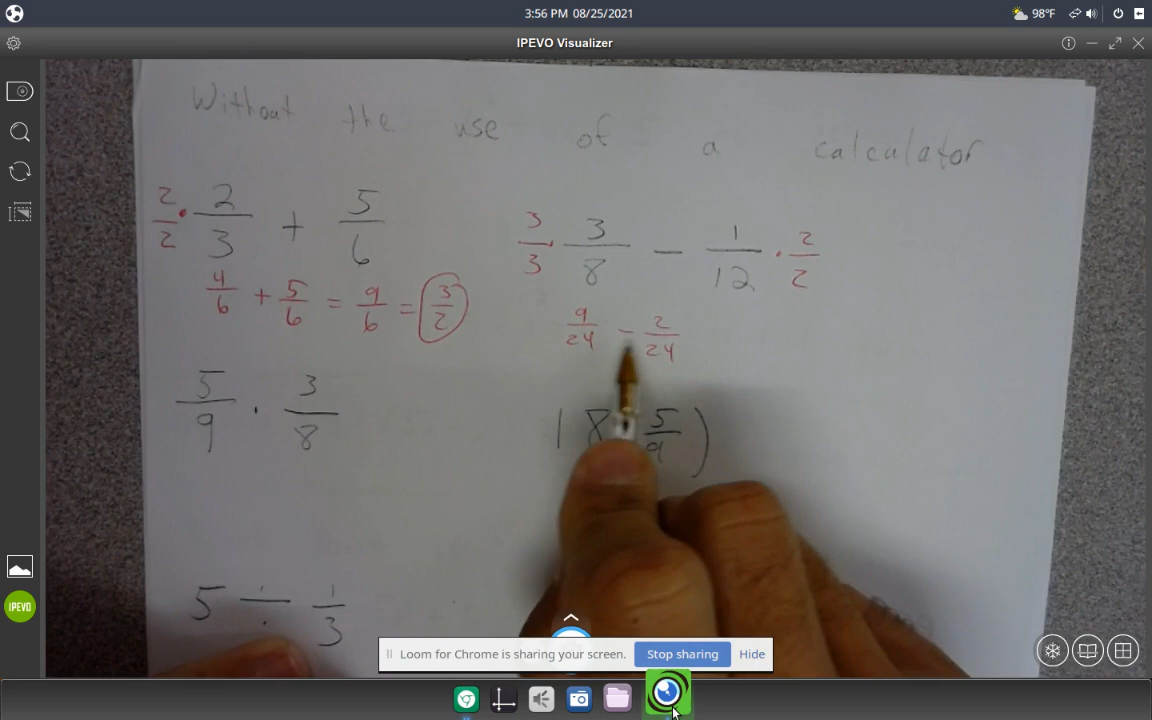 3:56 PM 08/25/2021
98°F
IPEVO Visualizer
Without the use of a calculator
2/2 · 2/3 + 5/6
3/3 · 3/8 − 1/12 · 2/2
4/6 + 5/6 = 9/6 = 3/2
9/24 − 2/24
5/9 · 3/8
18 5/9 )
5 ÷ 1/3
IPEVO
Loom for Chrome is sharing your screen.
Stop sharing
Hide